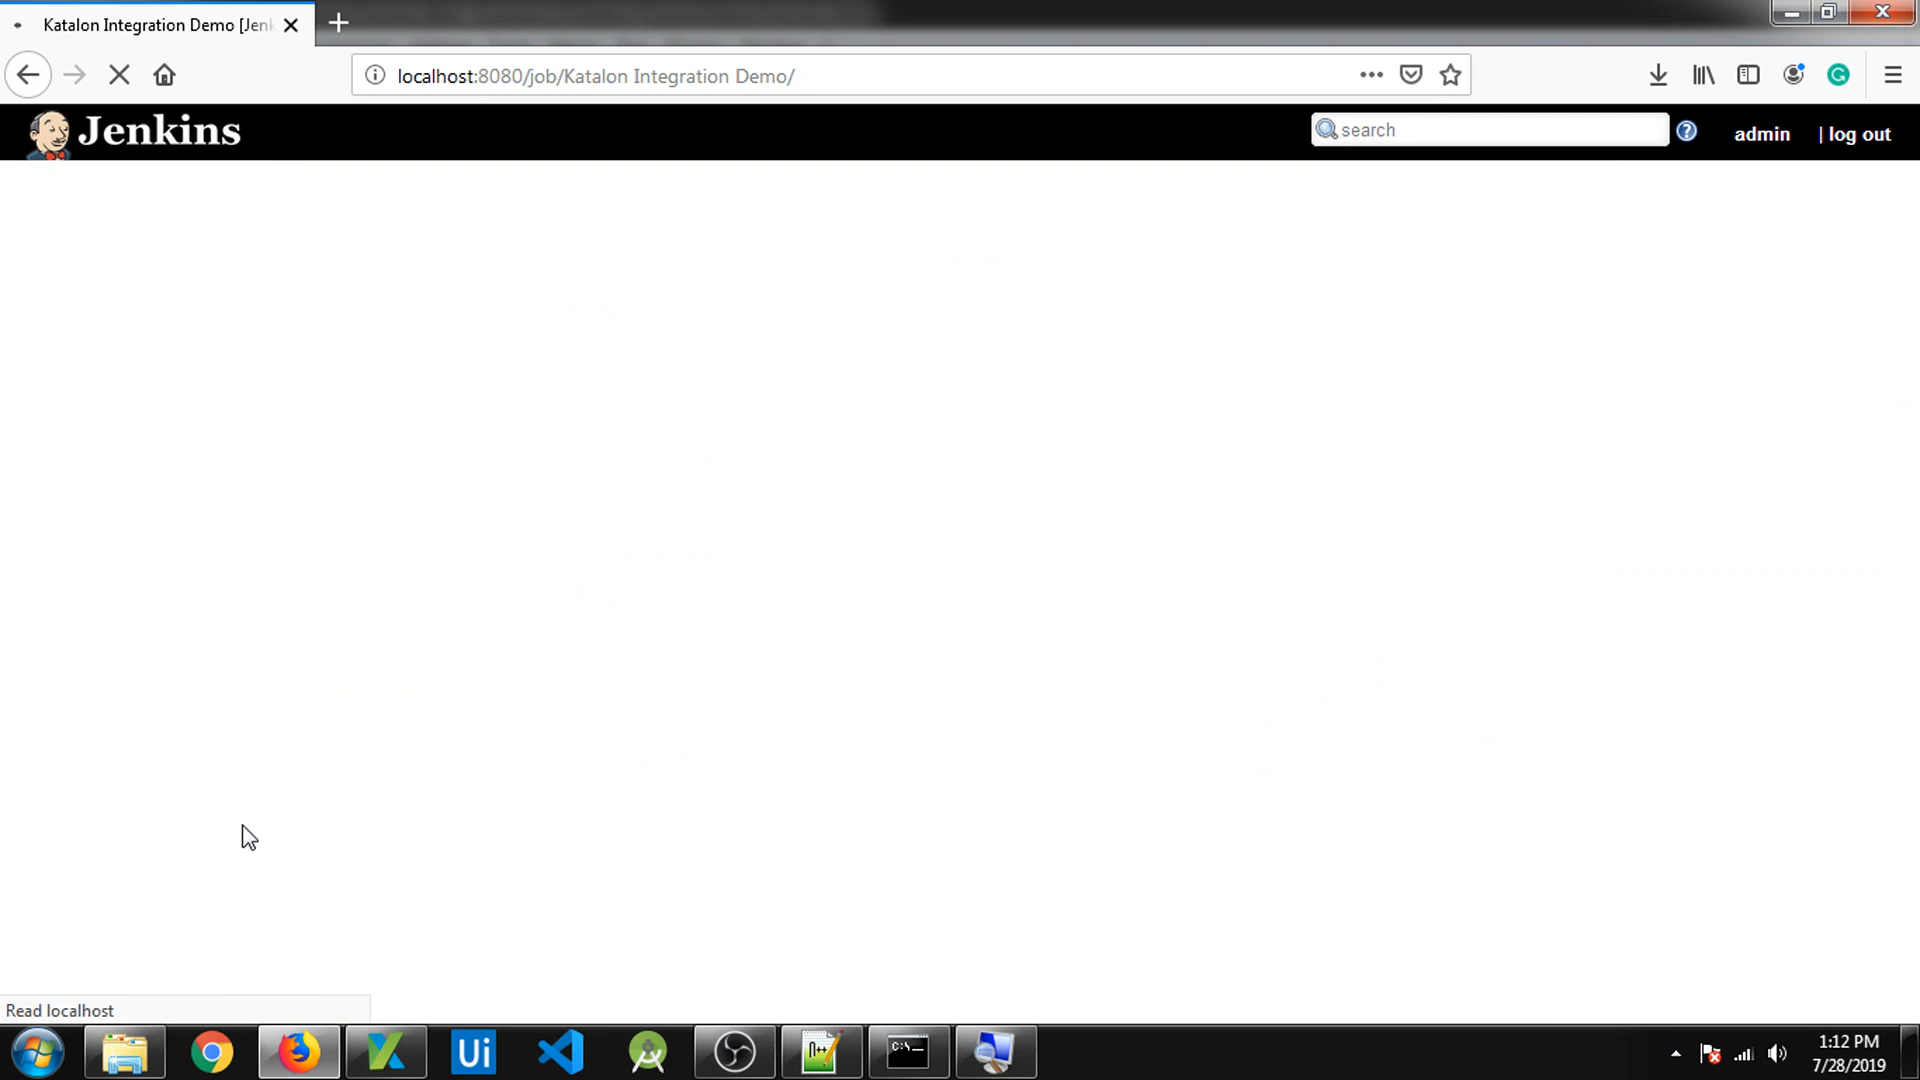 Katalon Integration Demo [Jenk
localhost:8080/job/Katalon Integration Demo/
Jenkins
search
admin
| log out
Read localhost
Ui
n++
C:\
1:12 PM
7/28/2019